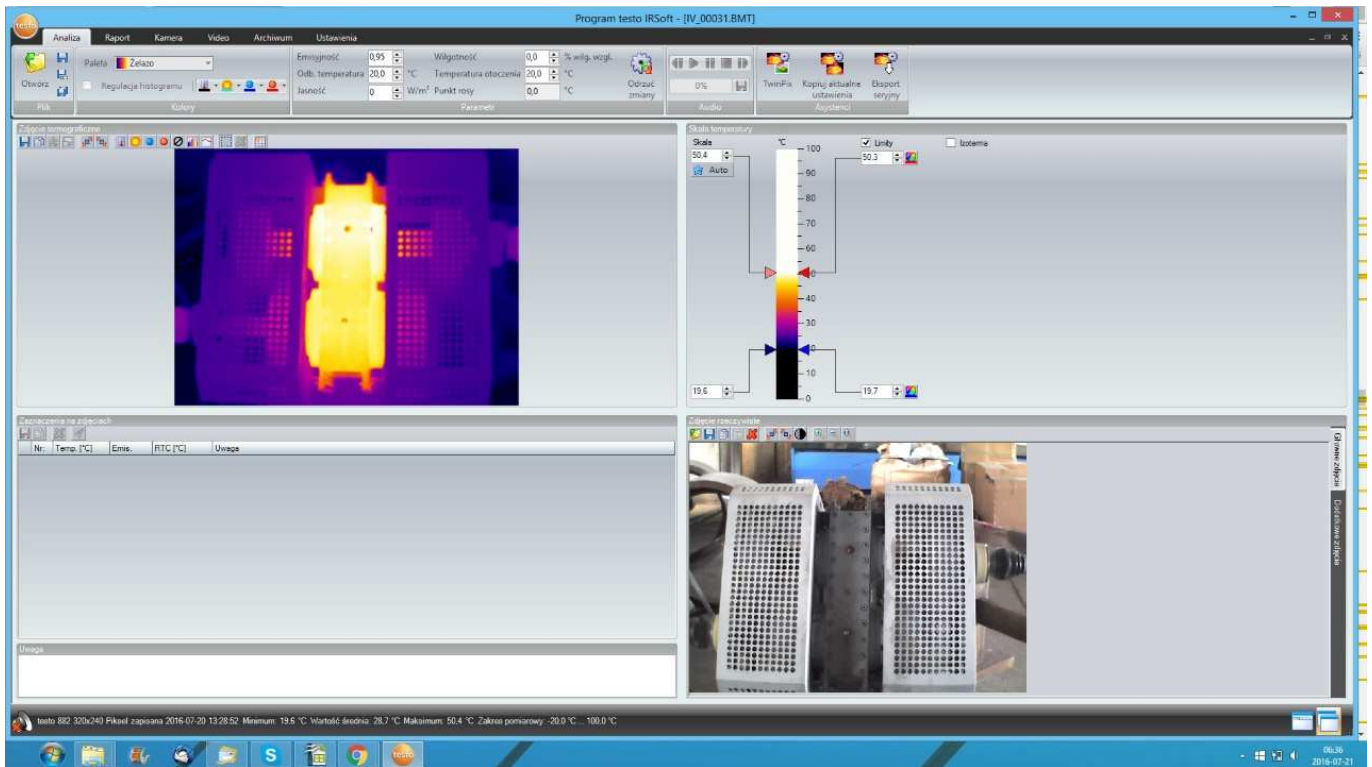 Program testo IRSoft - [IV_00031.BMT]
testo
Analiza Raport Kamera Video Archiwum Ustawienia
Otwórz
Plik
Paleta Żelazo
Regulacja histogramu
Kolory
Emisyjność 0,95 Wilgotność 0,0 % wilg. wzgl.
Odb. temperatura 20,0 °C Temperatura otoczenia 20,0 °C
Jasność 0 W/m² Punkt rosy 0,0 °C
Odrzuć zmiany
Parametr
0%
Audio
TwinPix
Kopiuj aktualne ustawienia
Eksport seryjny
Asystenci
Zdjęcie termograficzne
Skala temperatury
Skala °C
50,4
Auto
100
90
80
70
60
40
30
10
0
19,6
Limity Izoterma
50,3
19,7
Zaznaczenia na zdjęciach
Nr: Temp. [°C] Emis. RTC [°C] Uwaga
Uwaga
Zdjęcie rzeczywiste
Główne zdjęcie
Dodatkowe zdjęcia
testo 882 320x240 Piksel zapisana 2016-07-20 13:28:52 Minimum: 19.6 °C Wartość średnia: 28.7 °C Maksimum: 50.4 °C Zakres pomiarowy: -20.0 °C ... 100.0 °C
testo
06:36
2016-07-21